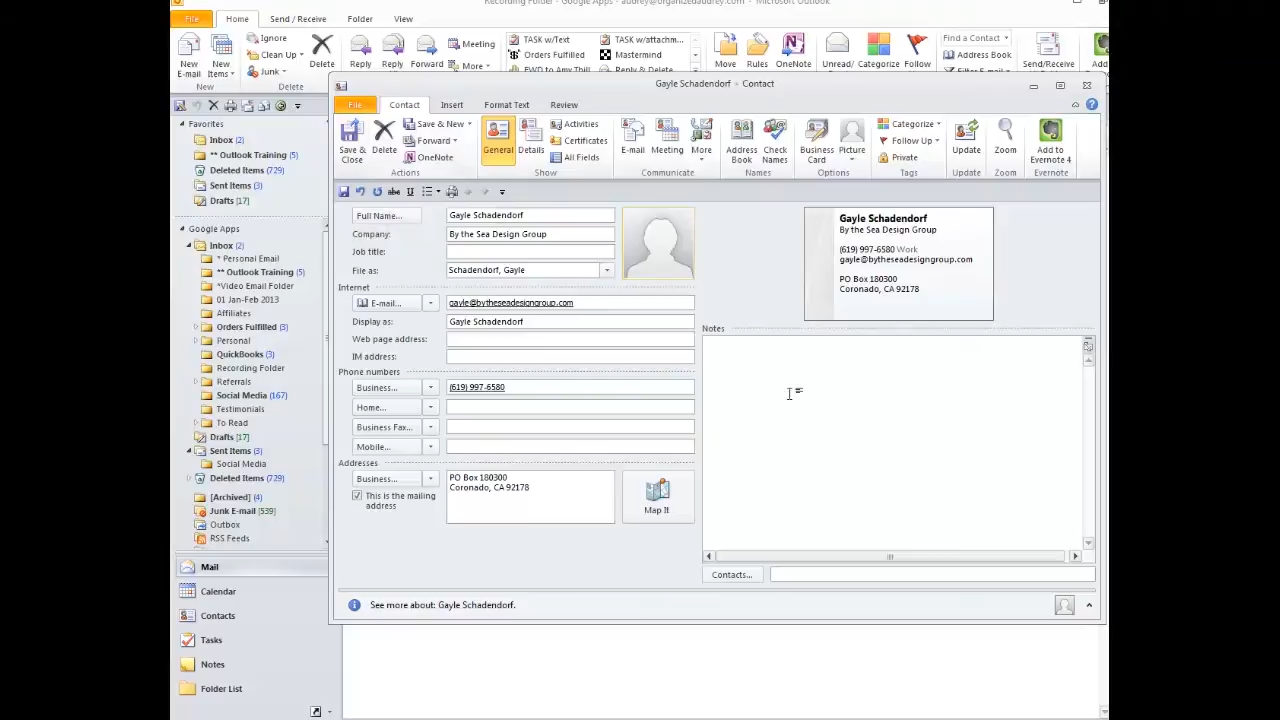 Recording Folder - Google Apps - audrey@organizedaudrey.com - Microsoft Outlook
File Home Send / Receive Folder View
New E-mail
New Items
New
Ignore
Clean Up
Junk
Delete
Delete
Reply
Reply
Forward
Meeting
More
TASK w/Text
Orders Fulfilled
FWD to Amy Thill
TASK w/attachm...
Mastermind
Reply & Delete
Move
Rules
OneNote
Unread/
Categorize
Follow
Find a Contact
Address Book
Filter E-mail
Send/Receive
Add
Favorites
Inbox (2)
** Outlook Training (5)
Deleted Items (729)
Sent Items (3)
Drafts [17]
Google Apps
Inbox (2)
* Personal Email
** Outlook Training (5)
*Video Email Folder
01 Jan-Feb 2013
Affiliates
Orders Fulfilled (3)
Personal
QuickBooks (3)
Recording Folder
Referrals
Social Media (167)
Testimonials
To Read
Drafts [17]
Sent Items (3)
Social Media
Deleted Items (729)
[Archived] (4)
Junk E-mail [539]
Outbox
RSS Feeds
Mail
Calendar
Contacts
Tasks
Notes
Folder List
Gayle Schadendorf - Contact
File Contact Insert Format Text Review
Save & Close
Delete
Save & New
Forward
OneNote
Actions
General
Details
Activities
Certificates
All Fields
Show
E-mail
Meeting
More
Communicate
Address Book
Check Names
Names
Business Card
Picture
Options
Categorize
Follow Up
Private
Tags
Update
Update
Zoom
Zoom
Add to Evernote 4
Evernote
abc U
Full Name... Gayle Schadendorf
Company: By the Sea Design Group
Job title:
File as: Schadendorf, Gayle
Internet
E-mail... gayle@bytheseadesigngroup.com
Display as: Gayle Schadendorf
Web page address:
IM address:
Phone numbers
Business... (619) 997-6580
Home...
Business Fax...
Mobile...
Addresses
Business...
This is the mailing address
PO Box 180300
Coronado, CA 92178
Map It
Gayle Schadendorf
By the Sea Design Group
(619) 997-6580 Work
gayle@bytheseadesigngroup.com
PO Box 180300
Coronado, CA 92178
Notes
Contacts...
See more about: Gayle Schadendorf.